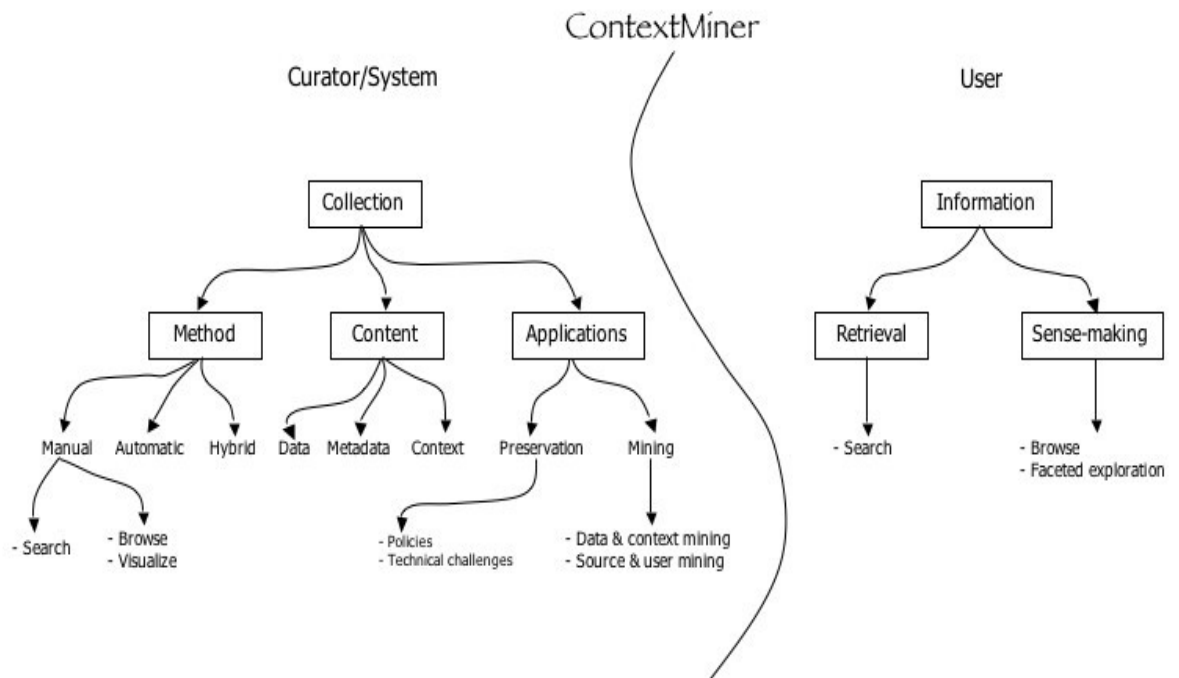 ContextMiner
Curator/System
User
Collection
Information
Method
Content
Applications
Retrieval
Sense-making
Manual
Automatic
Hybrid
Data
Metadata
Context
Preservation
Mining
- Search
- Browse
- Faceted exploration
- Search
- Browse
- Visualize
- Policies
- Technical challenges
- Data & context mining
- Source & user mining